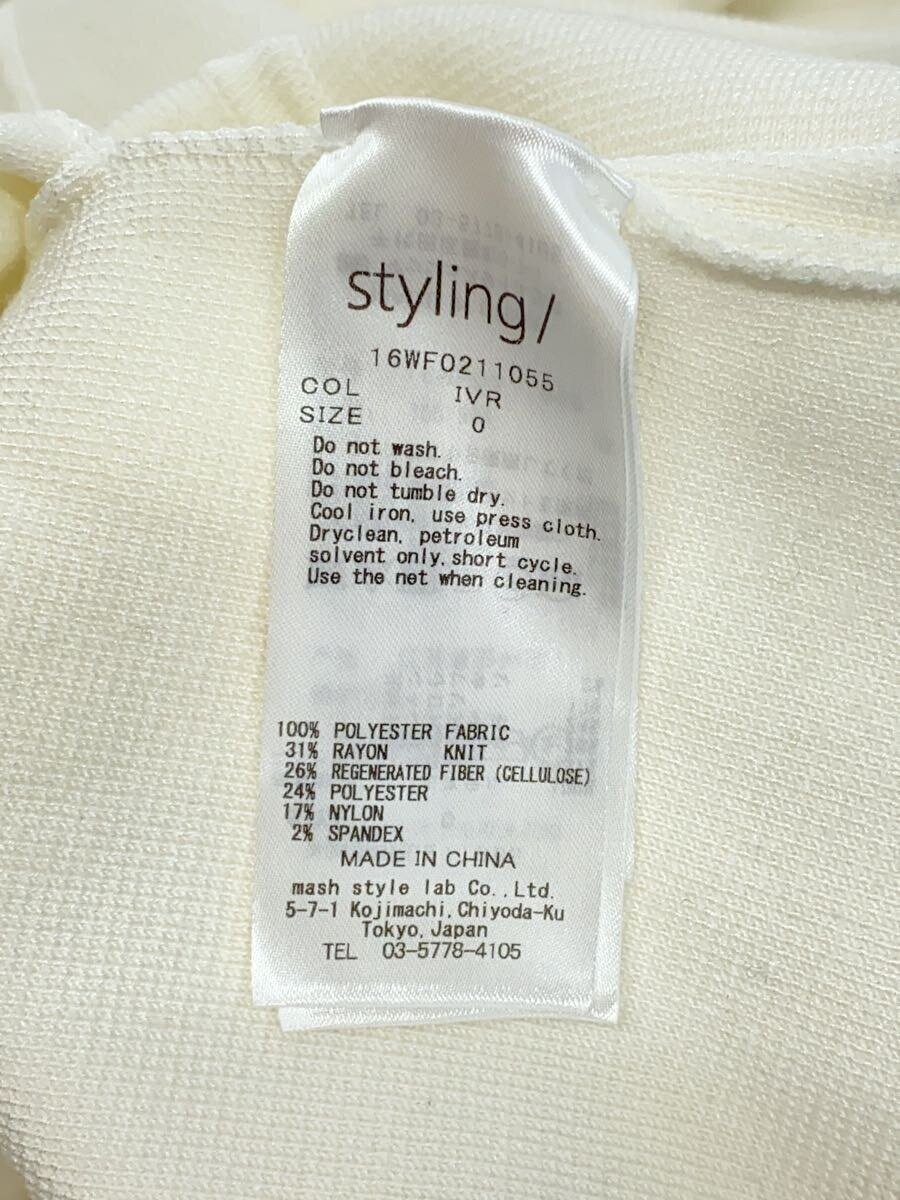 styling/
16WF0211055
COL IVR
SIZE 0
Do not wash.
Do not bleach.
Do not tumble dry.
Cool iron, use press cloth.
Dryclean, petroleum
solvent only, short cycle.
Use the net when cleaning.
100% POLYESTER FABRIC
31% RAYON KNIT
26% REGENERATED FIBER (CELLULOSE)
24% POLYESTER
17% NYLON
2% SPANDEX
MADE IN CHINA
mash style lab Co., Ltd.
5-7-1 Kojimachi, Chiyoda-Ku
Tokyo, Japan
TEL 03-5778-4105